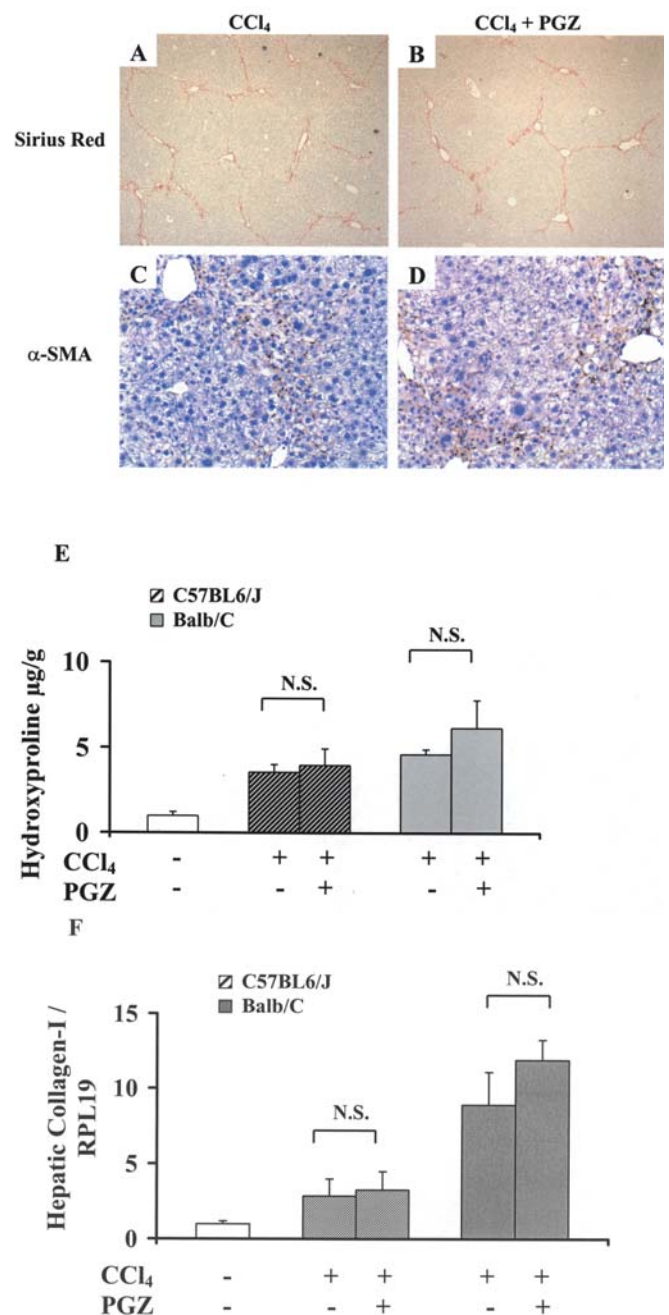 CCl₄ CCl₄ + PGZ
A B
Sirius Red
C D
α-SMA
E
C57BL6/J
Balb/C
N.S.
N.S.
Hydroxyproline µg/g
10
5
0
CCl₄ - + + + +
PGZ - - + - +
F
C57BL6/J
Balb/C
N.S.
N.S.
Hepatic Collagen-I /
RPL19
15
10
5
0
CCl₄ - + + + +
PGZ - - + - +